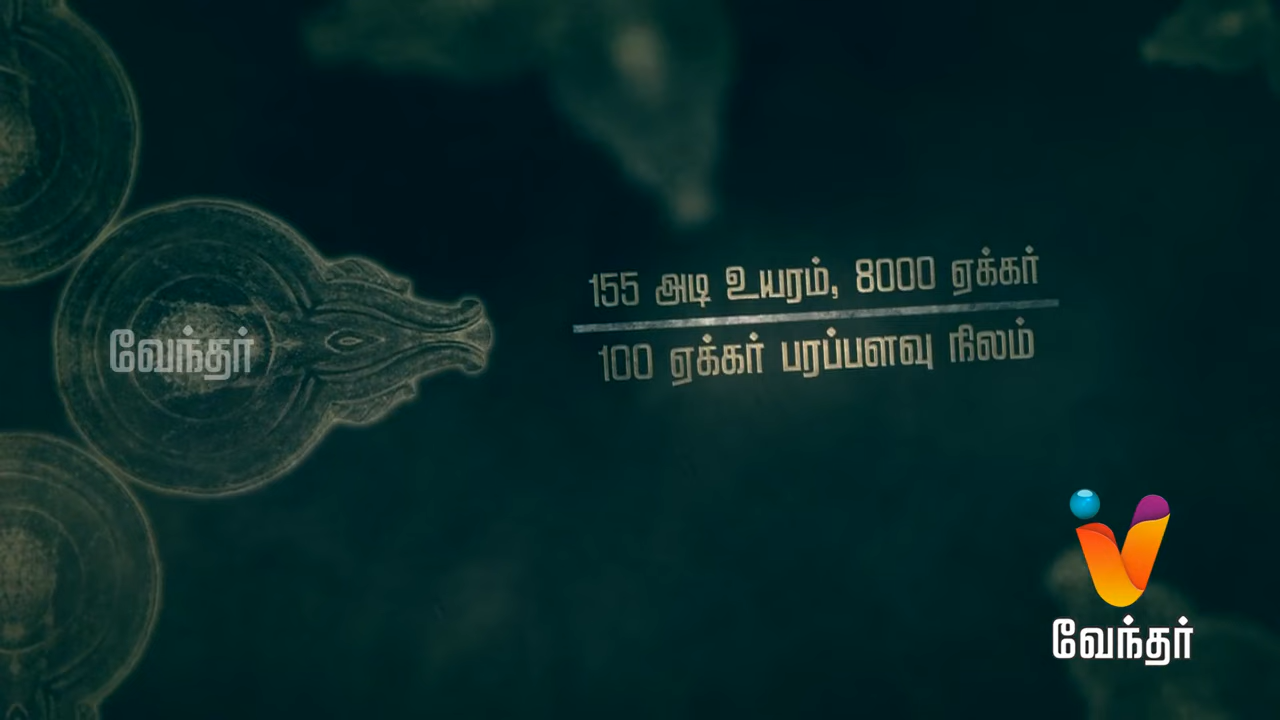 155 அடி உயரம், 8000 ஏக்கர்
100 ஏக்கர் பரப்பளவு நிலம்
வேந்தர்
வேந்தர்